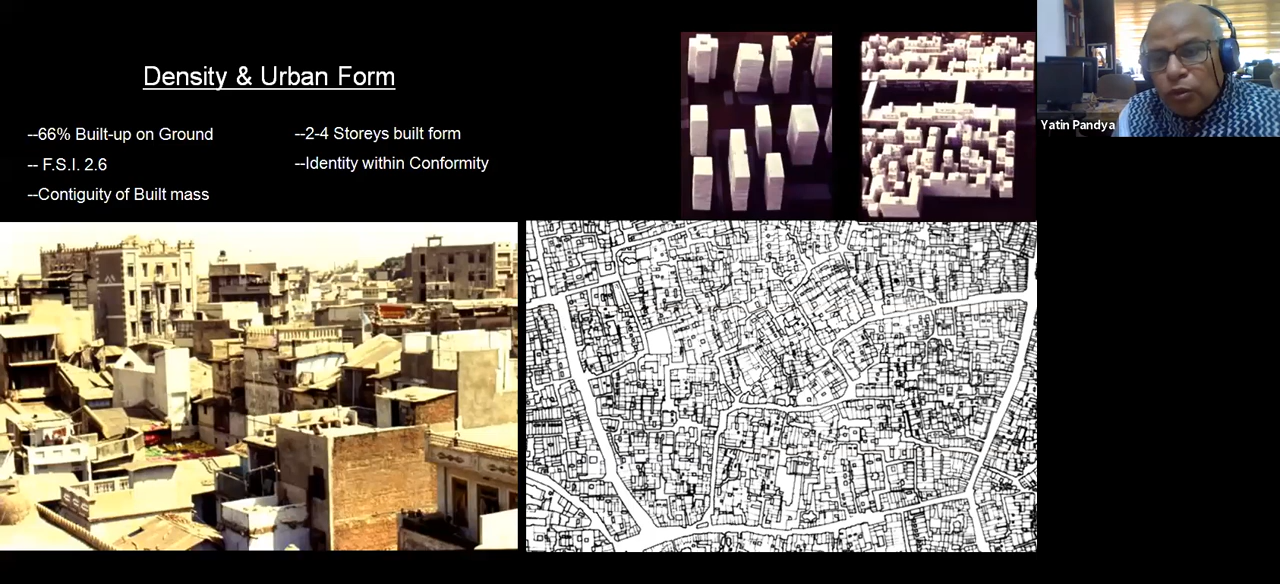 Density & Urban Form
--66% Built-up on Ground
-- F.S.I. 2.6
--Contiguity of Built mass
--2-4 Storeys built form
--Identity within Conformity
Yatin Pandya